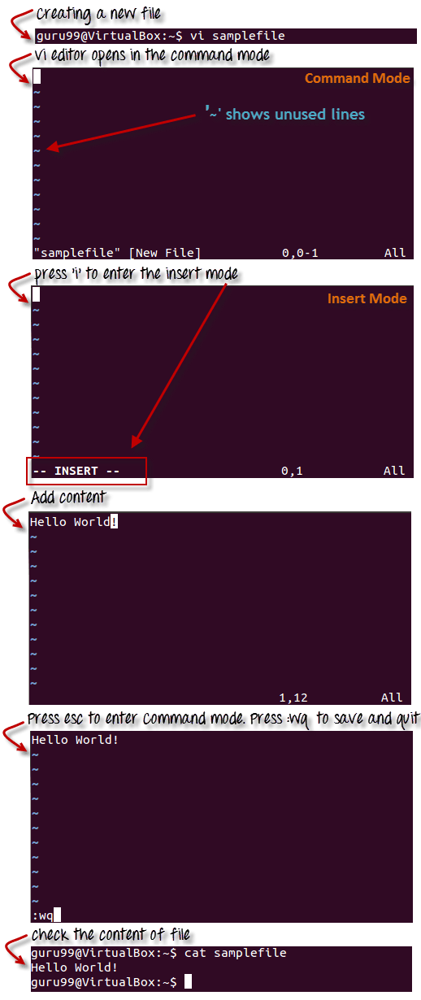 Creating a new file
guru99@VirtualBox:~$ vi samplefile
Vi editor opens in the command mode
Command Mode
~
~
'~' shows unused lines
~
~
~
~
~
~
~
~
~
"samplefile" [New File] 0,0-1 All
press 'i' to enter the insert mode
Insert Mode
~
~
~
~
~
~
~
~
~
~
~
-- INSERT -- 0,1 All
Add content
Hello World!
~
~
~
~
~
~
~
~
~
~
~
1,12 All
Press esc to enter Command mode. Press :wq to save and quit
Hello World!
~
~
~
~
~
~
~
~
~
~
~
:wq
check the content of file
guru99@VirtualBox:~$ cat samplefile
Hello World!
guru99@VirtualBox:~$